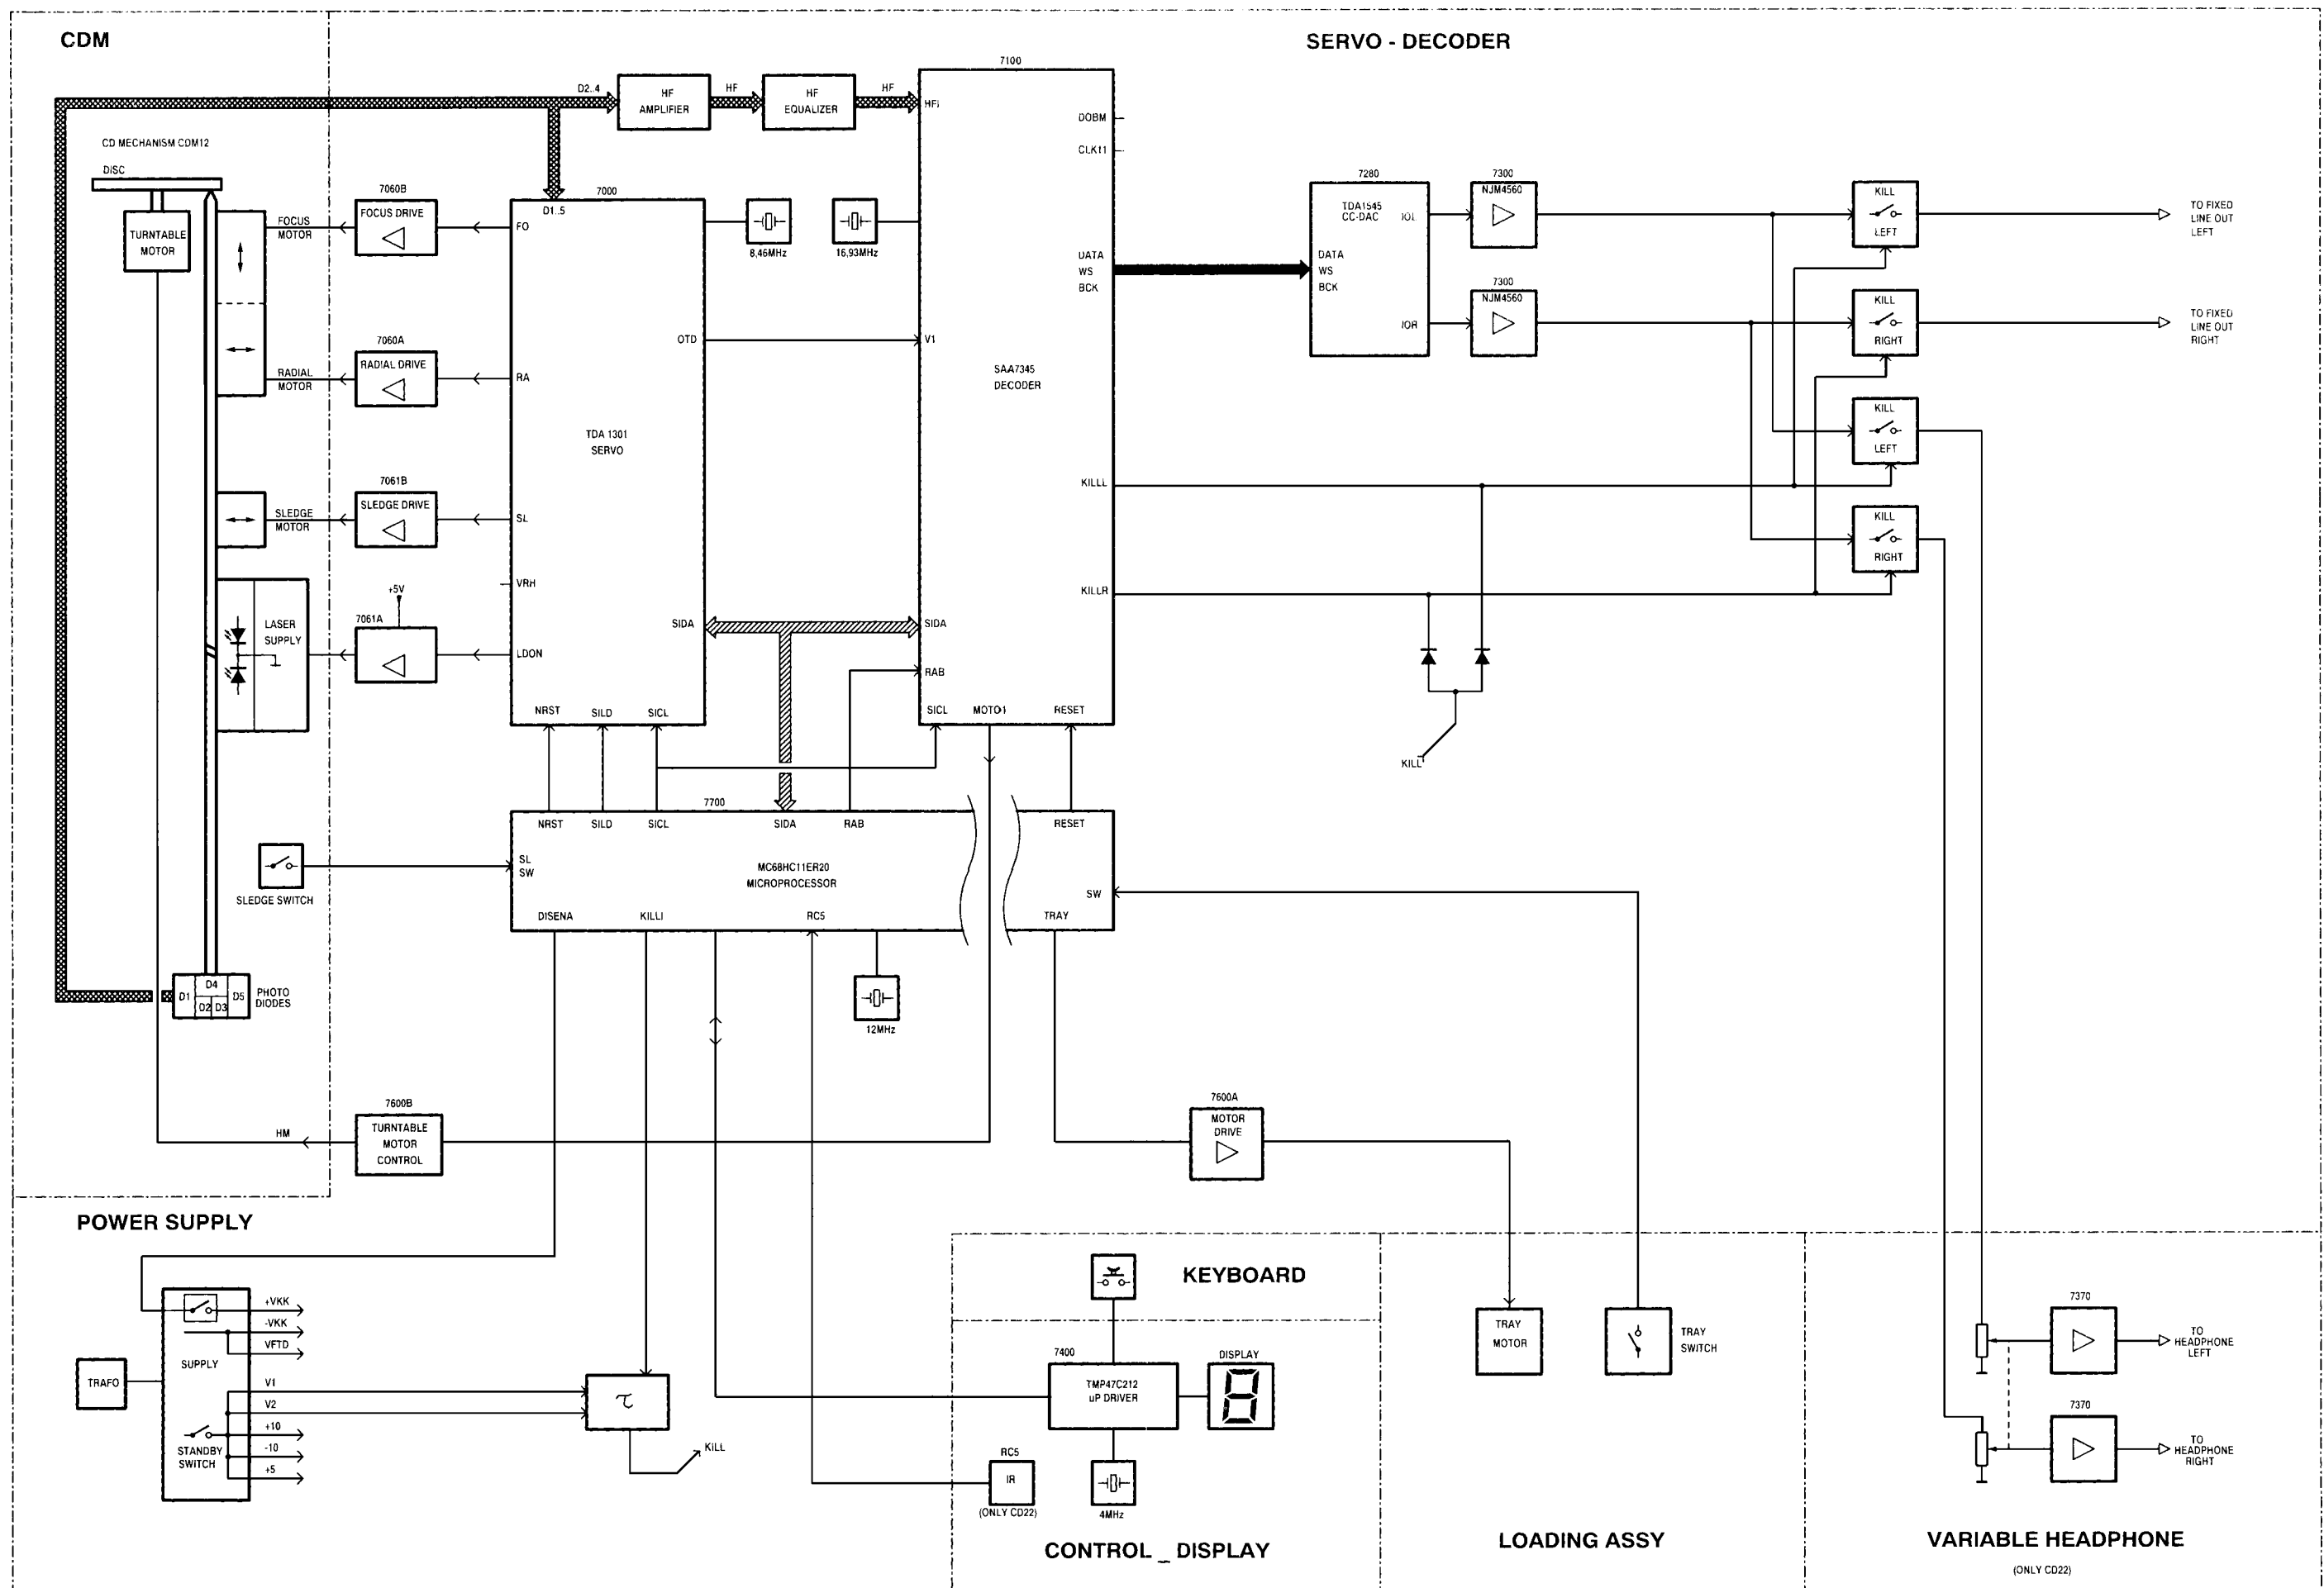 CDM
SERVO - DECODER
7100
D2..4
HF
AMPLIFIER
HF
HF
EQUALIZER
HF
HFI
DOBM
CLK11
CD MECHANISM CDM12
DISC
TURNTABLE
MOTOR
FOCUS
MOTOR
7060B
FOCUS DRIVE
7000
D1..5
FO
8,46MHz
16,93MHz
DATA
WS
BCK
7280
TDA1545
CC-DAC
IOL
DATA
WS
BCK
IOR
7300
NJM4560
7300
NJM4560
KILL
LEFT
TO FIXED
LINE OUT
LEFT
KILL
RIGHT
TO FIXED
LINE OUT
RIGHT
KILL
LEFT
KILL
RIGHT
RADIAL
MOTOR
7060A
RADIAL DRIVE
RA
OTD
V1
SAA7345
DECODER
TDA 1301
SERVO
SLEDGE
MOTOR
7061B
SLEDGE DRIVE
SL
VRH
KILLL
KILLR
LASER
SUPPLY
+5V
7061A
LDON
SIDA
SIDA
RAB
NRST
SILD
SICL
SICL
MOTO1
RESET
KILL
7700
NRST
SILD
SICL
SIDA
RAB
RESET
SL
SW
MC68HC11ER20
MICROPROCESSOR
SW
DISENA
KILLI
RC5
TRAY
SLEDGE SWITCH
D1
D4
D2
D3
D5
PHOTO
DIODES
12MHz
HM
7600B
TURNTABLE
MOTOR
CONTROL
7600A
MOTOR
DRIVE
POWER SUPPLY
+VKK
-VKK
VFTD
SUPPLY
TRAFO
V1
V2
+10
-10
+5
STANDBY
SWITCH
τ
KILL
KEYBOARD
7400
TMP47C212
uP DRIVER
DISPLAY
8
RC5
IR
(ONLY CD22)
4MHz
CONTROL _ DISPLAY
TRAY
MOTOR
TRAY
SWITCH
LOADING ASSY
7370
TO
HEADPHONE
LEFT
7370
TO
HEADPHONE
RIGHT
VARIABLE HEADPHONE
(ONLY CD22)